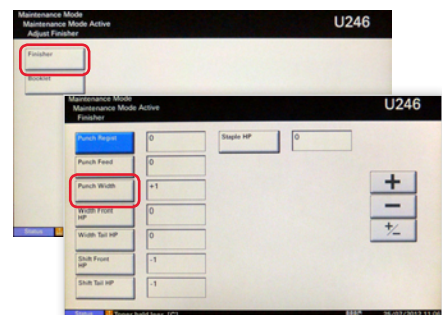 Maintenance Mode
Maintenance Mode Active
Adjust Finisher
U246
Finisher
Booklet
Maintenance Mode
Maintenance Mode Active
Finisher
U246
Punch Regist
0
Staple HP
0
Punch Feed
0
Punch Width
+1
Width Front
HP
0
Width Tail HP
0
Shift Front
HP
-1
Shift Tail HP
-1
+
−
+/-
Status
Status